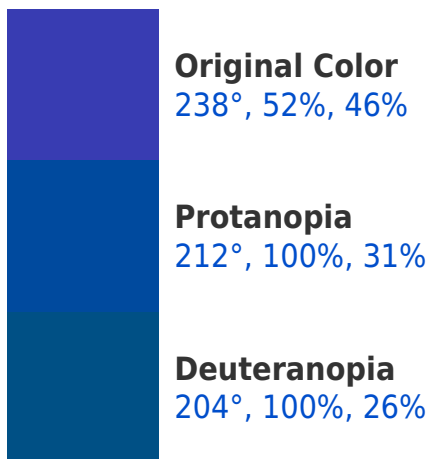 Original Color
238°, 52%, 46%
Protanopia
212°, 100%, 31%
Deuteranopia
204°, 100%, 26%